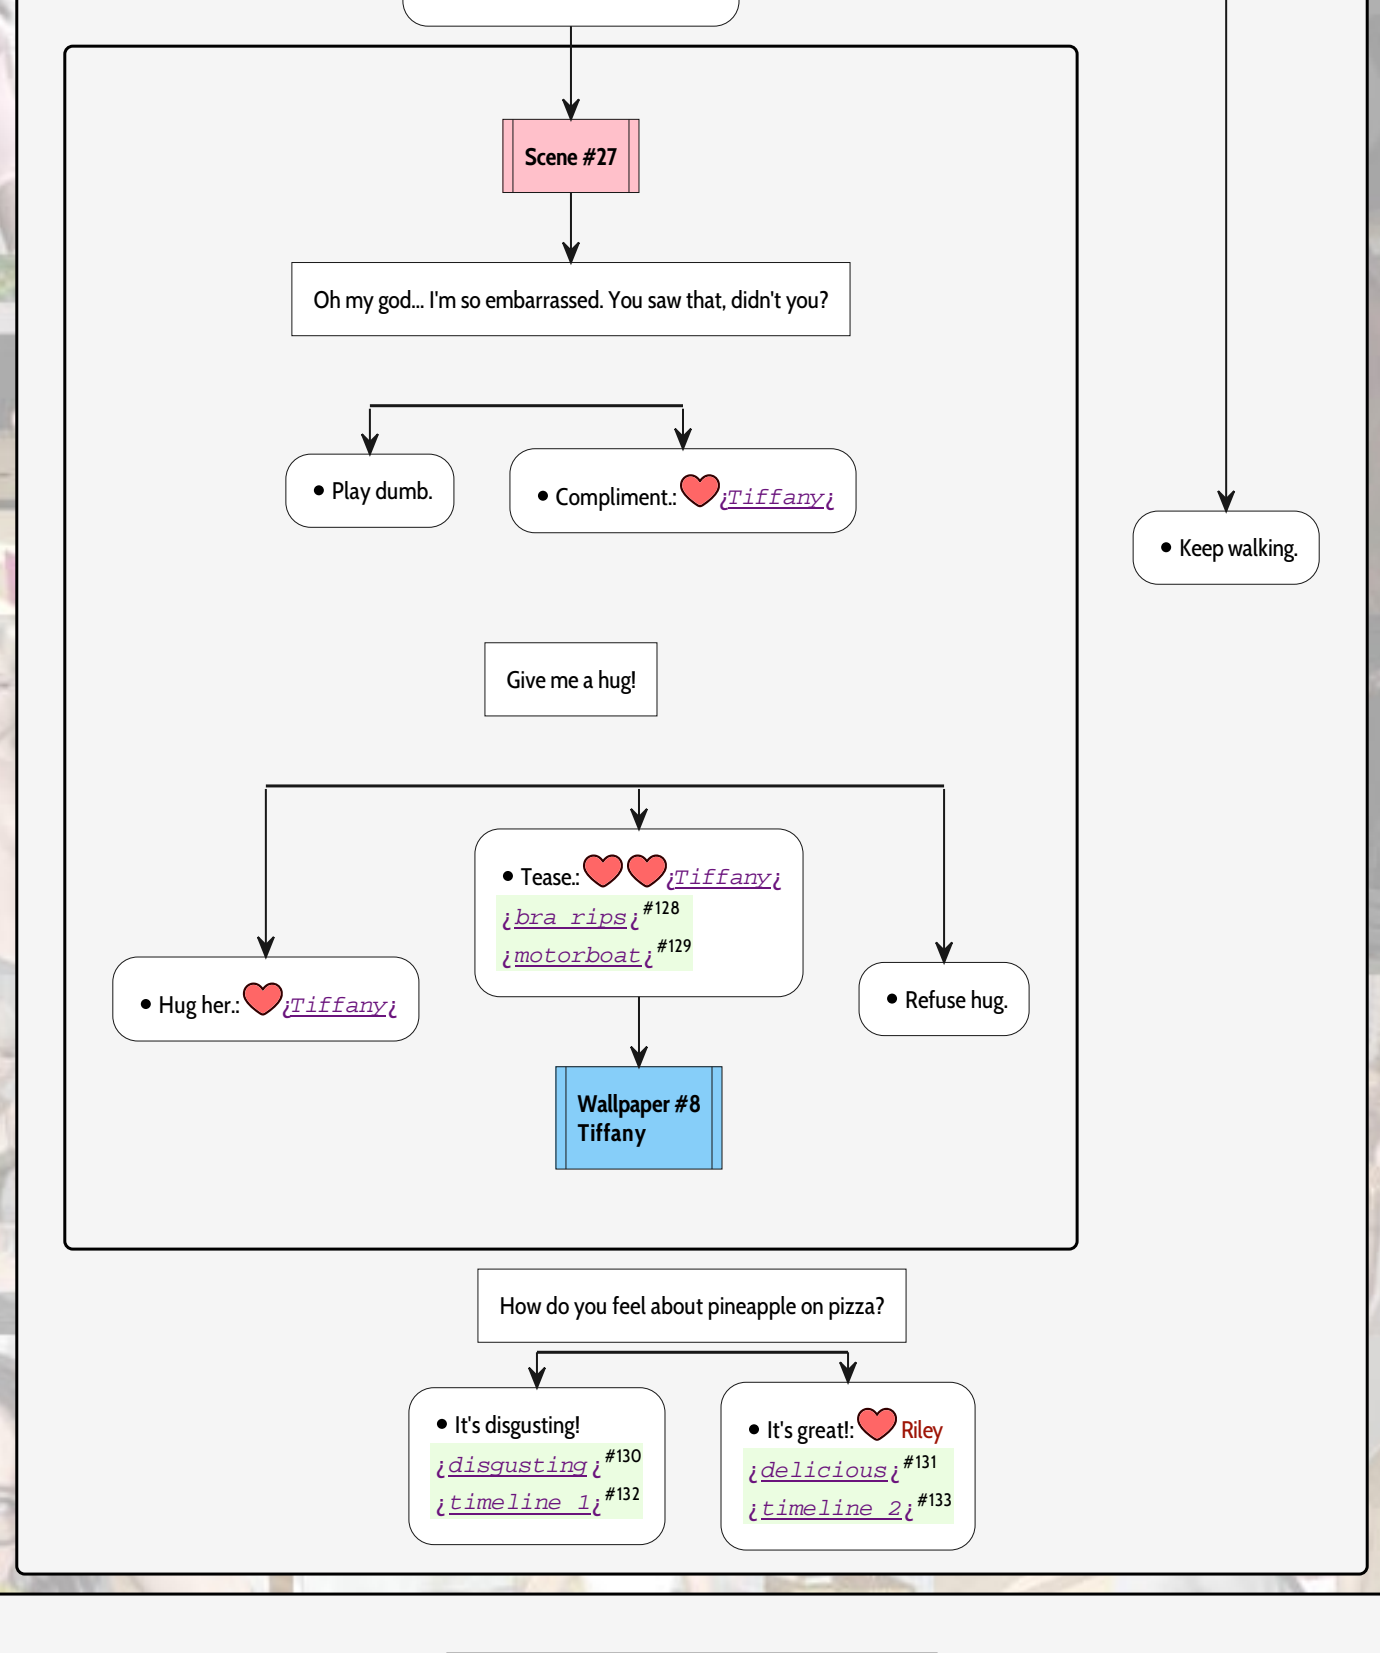 Scene #27
Oh my god... I'm so embarrassed. You saw that, didn't you?
• Play dumb.
• Compliment.: ¿Tiffany¿
• Keep walking.
Give me a hug!
• Tease.: ¿Tiffany¿
¿bra rips¿#128
¿motorboat¿#129
• Hug her.: ¿Tiffany¿
• Refuse hug.
Wallpaper #8
Tiffany
How do you feel about pineapple on pizza?
• It's disgusting!
¿disgusting¿#130
¿timeline 1¿#132
• It's great!: Riley
¿delicious¿#131
¿timeline 2¿#133